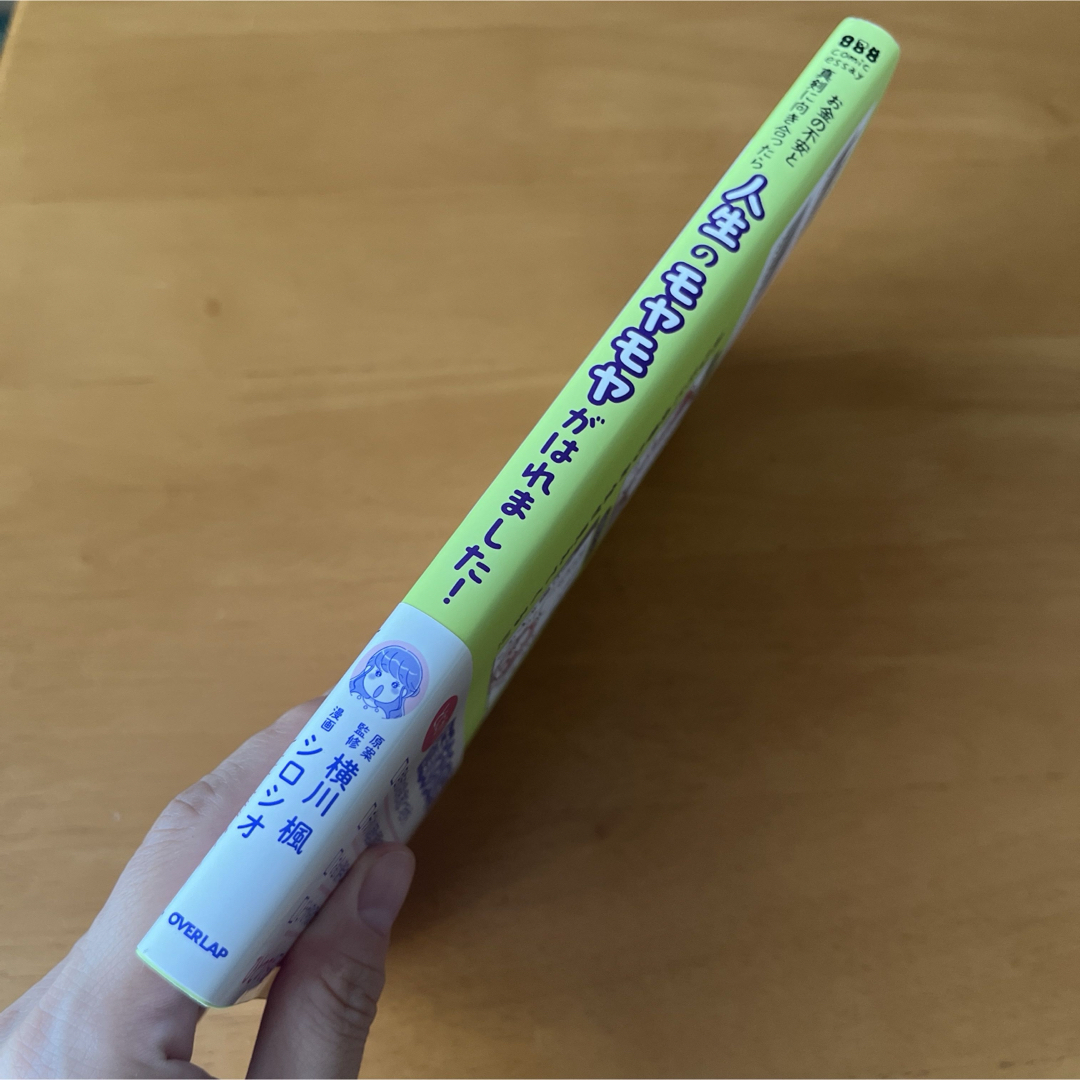 comic
essay
お金の不安と
真剣に向き合ったら
人生のモヤモヤがはれました!
原案
監修
横川 楓
漫画
シロシオ
OVERLAP